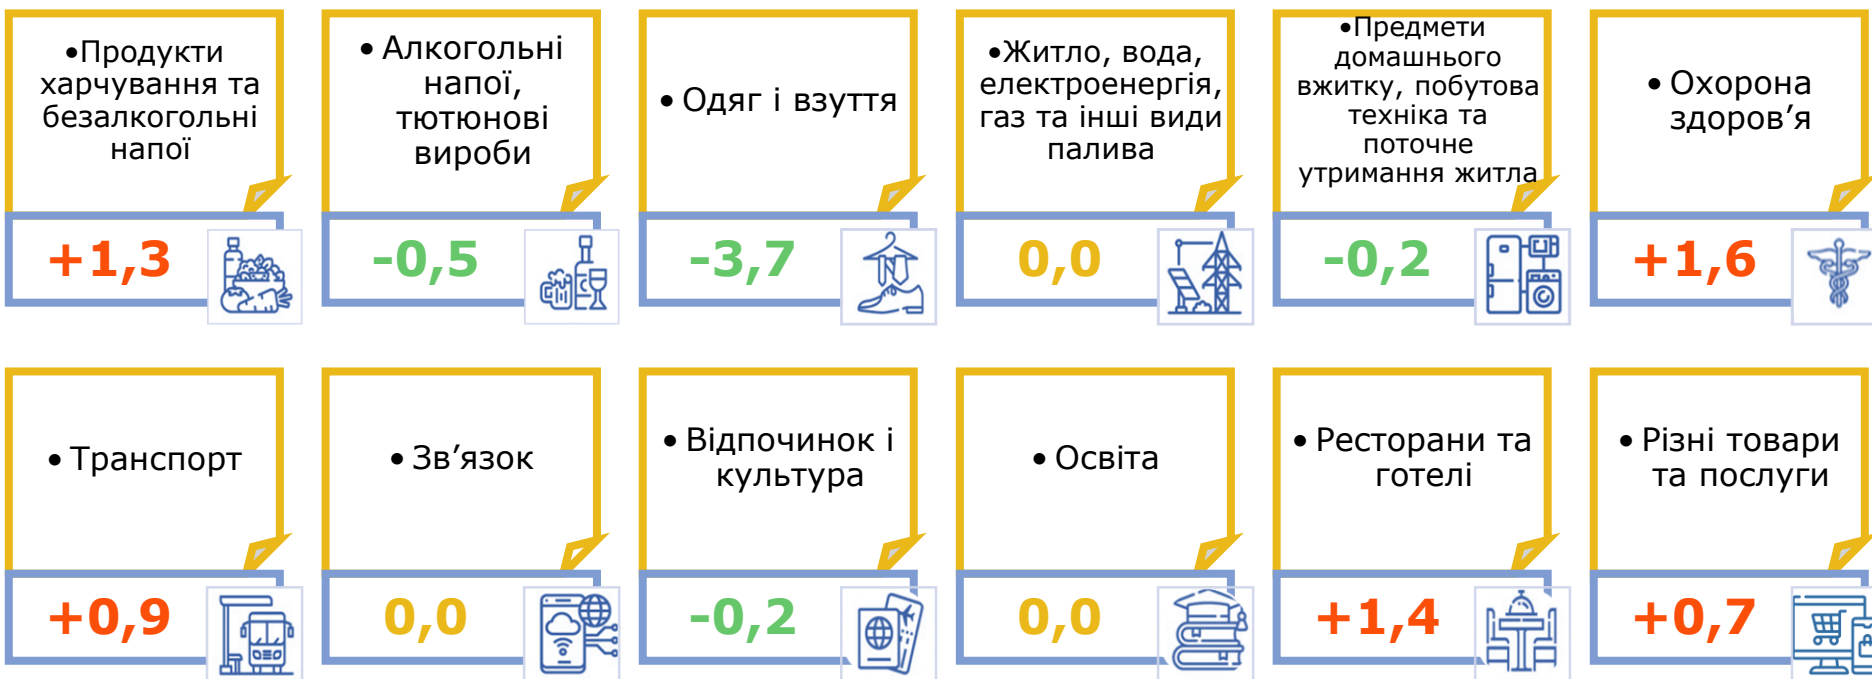 •Продукти
харчування та
безалкогольні
напої
+1,3
• Алкогольні
напої,
тютюнові
вироби
-0,5
• Одяг і взуття
-3,7
•Житло, вода,
електроенергія,
газ та інші види
палива
0,0
•Предмети
домашнього
вжитку, побутова
техніка та
поточне
утримання житла
-0,2
• Охорона
здоров’я
+1,6
• Транспорт
+0,9
• Зв’язок
0,0
• Відпочинок і
культура
-0,2
• Освіта
0,0
• Ресторани та
готелі
+1,4
• Різні товари
та послуги
+0,7